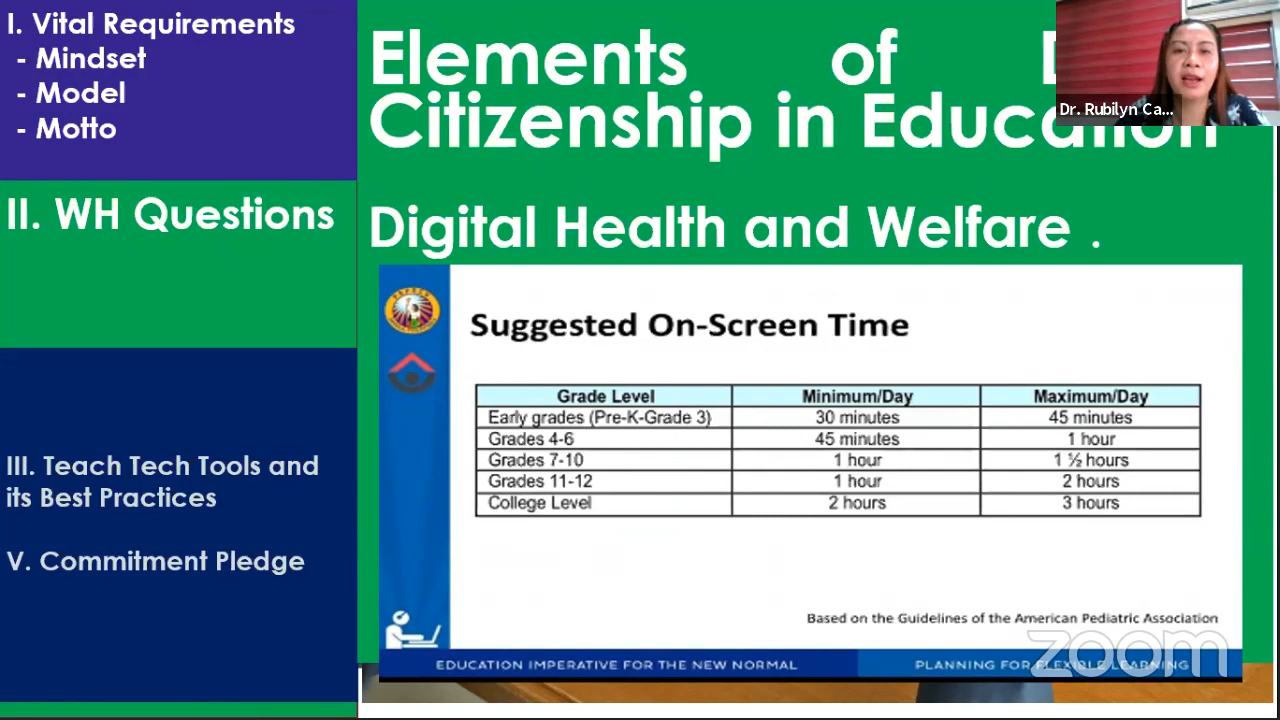 I. Vital Requirements
- Mindset
- Model
- Motto
II. WH Questions
III. Teach Tech Tools and
its Best Practices
V. Commitment Pledge
Elements of
Citizenship in Education
Dr. Rubilyn Ca...
Digital Health and Welfare .
Suggested On-Screen Time
Grade Level Minimum/Day Maximum/Day
Early grades (Pre-K-Grade 3) 30 minutes 45 minutes
Grades 4-6 45 minutes 1 hour
Grades 7-10 1 hour 1 ½ hours
Grades 11-12 1 hour 2 hours
College Level 2 hours 3 hours
Based on the Guidelines of the American Pediatric Association
EDUCATION IMPERATIVE FOR THE NEW NORMAL PLANNING FOR FLEXIBLE LEARNING
zoom